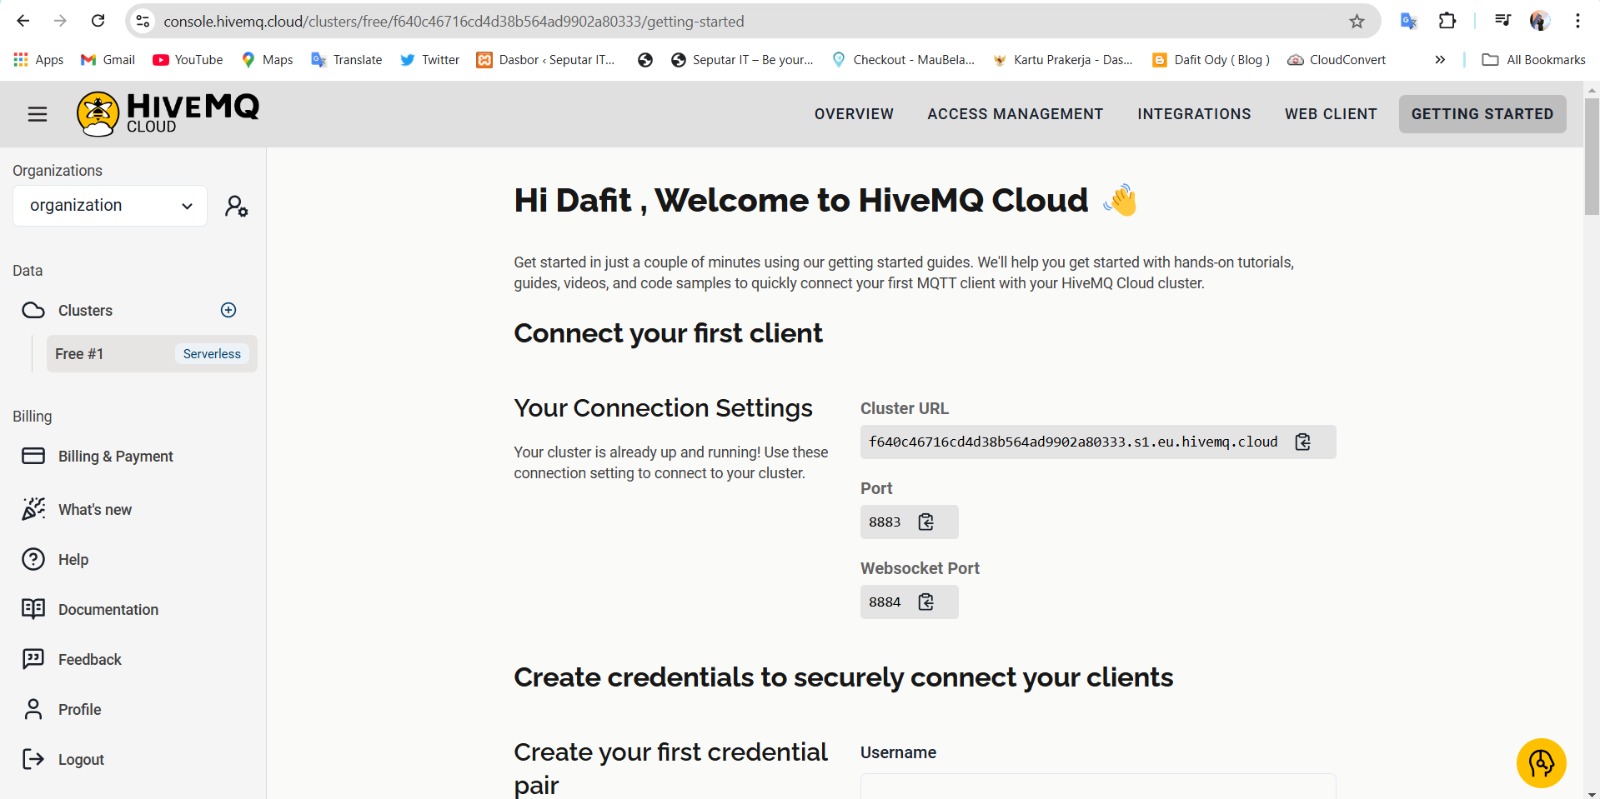 console.hivemq.cloud/clusters/free/f640c46716cd4d38b564ad9902a80333/getting-started
Apps Gmail YouTube Maps Translate Twitter Dasbor ‹ Seputar IT... Seputar IT – Be your... Checkout - MauBela... Kartu Prakerja - Das... Dafit Ody ( Blog ) CloudConvert » All Bookmarks
HIVEMQ
CLOUD
OVERVIEW ACCESS MANAGEMENT INTEGRATIONS WEB CLIENT GETTING STARTED
Organizations
organization
Data
Clusters
Free #1 Serverless
Billing
Billing & Payment
What's new
Help
Documentation
Feedback
Profile
Logout
Hi Dafit , Welcome to HiveMQ Cloud 👋
Get started in just a couple of minutes using our getting started guides. We'll help you get started with hands-on tutorials,
guides, videos, and code samples to quickly connect your first MQTT client with your HiveMQ Cloud cluster.
Connect your first client
Your Connection Settings
Your cluster is already up and running! Use these
connection setting to connect to your cluster.
Cluster URL
f640c46716cd4d38b564ad9902a80333.s1.eu.hivemq.cloud
Port
8883
Websocket Port
8884
Create credentials to securely connect your clients
Create your first credential
pair
Username